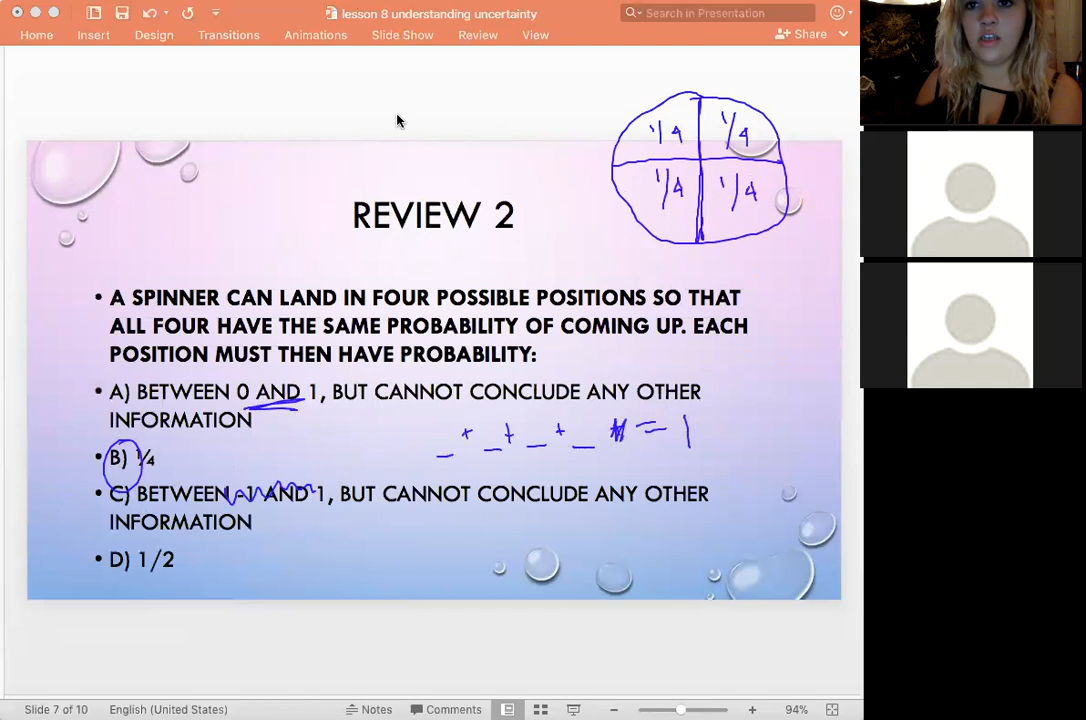 lesson 8 understanding uncertainty
Search in Presentation
Home Insert Design Transitions Animations Slide Show Review View Share
1/4 1/4
1/4 1/4
REVIEW 2
• A SPINNER CAN LAND IN FOUR POSSIBLE POSITIONS SO THAT
ALL FOUR HAVE THE SAME PROBABILITY OF COMING UP. EACH
POSITION MUST THEN HAVE PROBABILITY:
• A) BETWEEN 0 AND 1, BUT CANNOT CONCLUDE ANY OTHER
INFORMATION
_ + _ + _ + _ = 1
• B) ¼
• C) BETWEEN -1 AND 1, BUT CANNOT CONCLUDE ANY OTHER
INFORMATION
• D) 1/2
Slide 7 of 10 English (United States) Notes Comments 94%